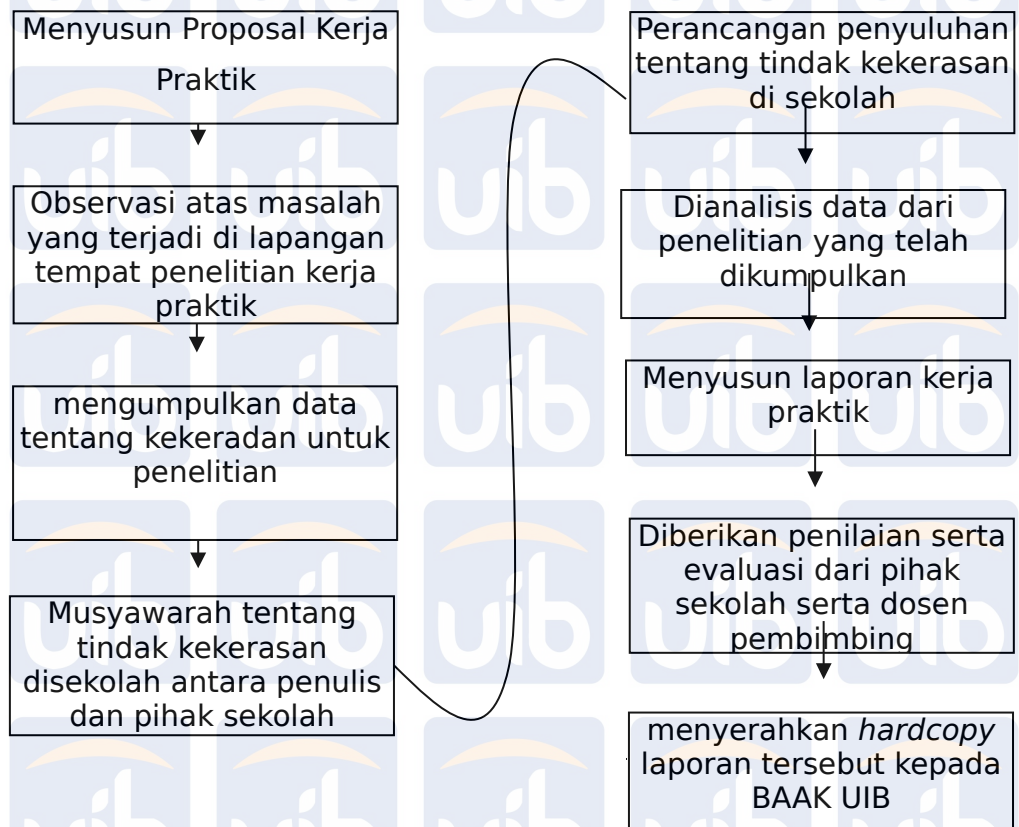 Menyusun Proposal Kerja
Praktik
Observasi atas masalah
yang terjadi di lapangan
tempat penelitian kerja
praktik
mengumpulkan data
tentang kekeradan untuk
penelitian
Musyawarah tentang
tindak kekerasan
disekolah antara penulis
dan pihak sekolah
Perancangan penyuluhan
tentang tindak kekerasan
di sekolah
Dianalisis data dari
penelitian yang telah
dikumpulkan
Menyusun laporan kerja
praktik
Diberikan penilaian serta
evaluasi dari pihak
sekolah serta dosen
pembimbing
menyerahkan hardcopy
laporan tersebut kepada
BAAK UIB